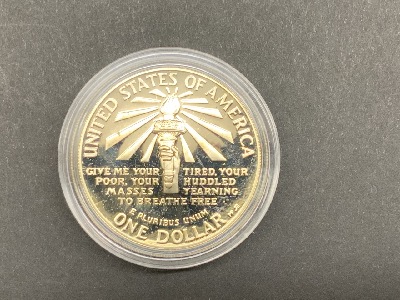 UNITED STATES OF AMERICA
GIVE ME YOUR TIRED, YOUR
POOR, YOUR HUDDLED
MASSES YEARNING
TO BREATHE FREE
E PLURIBUS UNUM
ONE DOLLAR